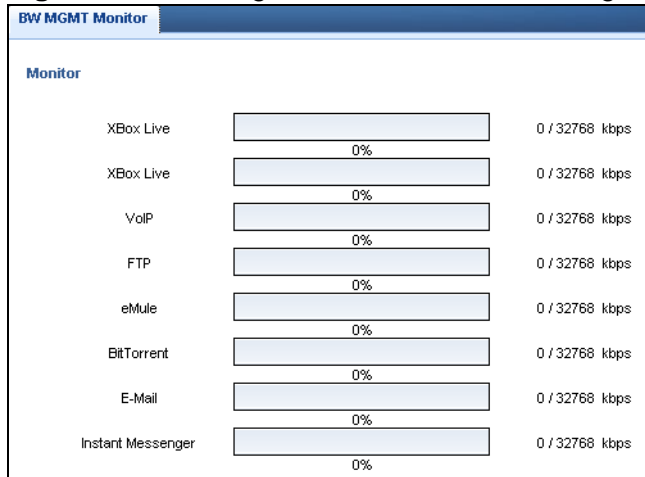 BW MGMT Monitor
Monitor
XBox Live 0 / 32768 kbps
0%
XBox Live 0 / 32768 kbps
0%
VoIP 0 / 32768 kbps
0%
FTP 0 / 32768 kbps
0%
eMule 0 / 32768 kbps
0%
BitTorrent 0 / 32768 kbps
0%
E-Mail 0 / 32768 kbps
0%
Instant Messenger 0 / 32768 kbps
0%